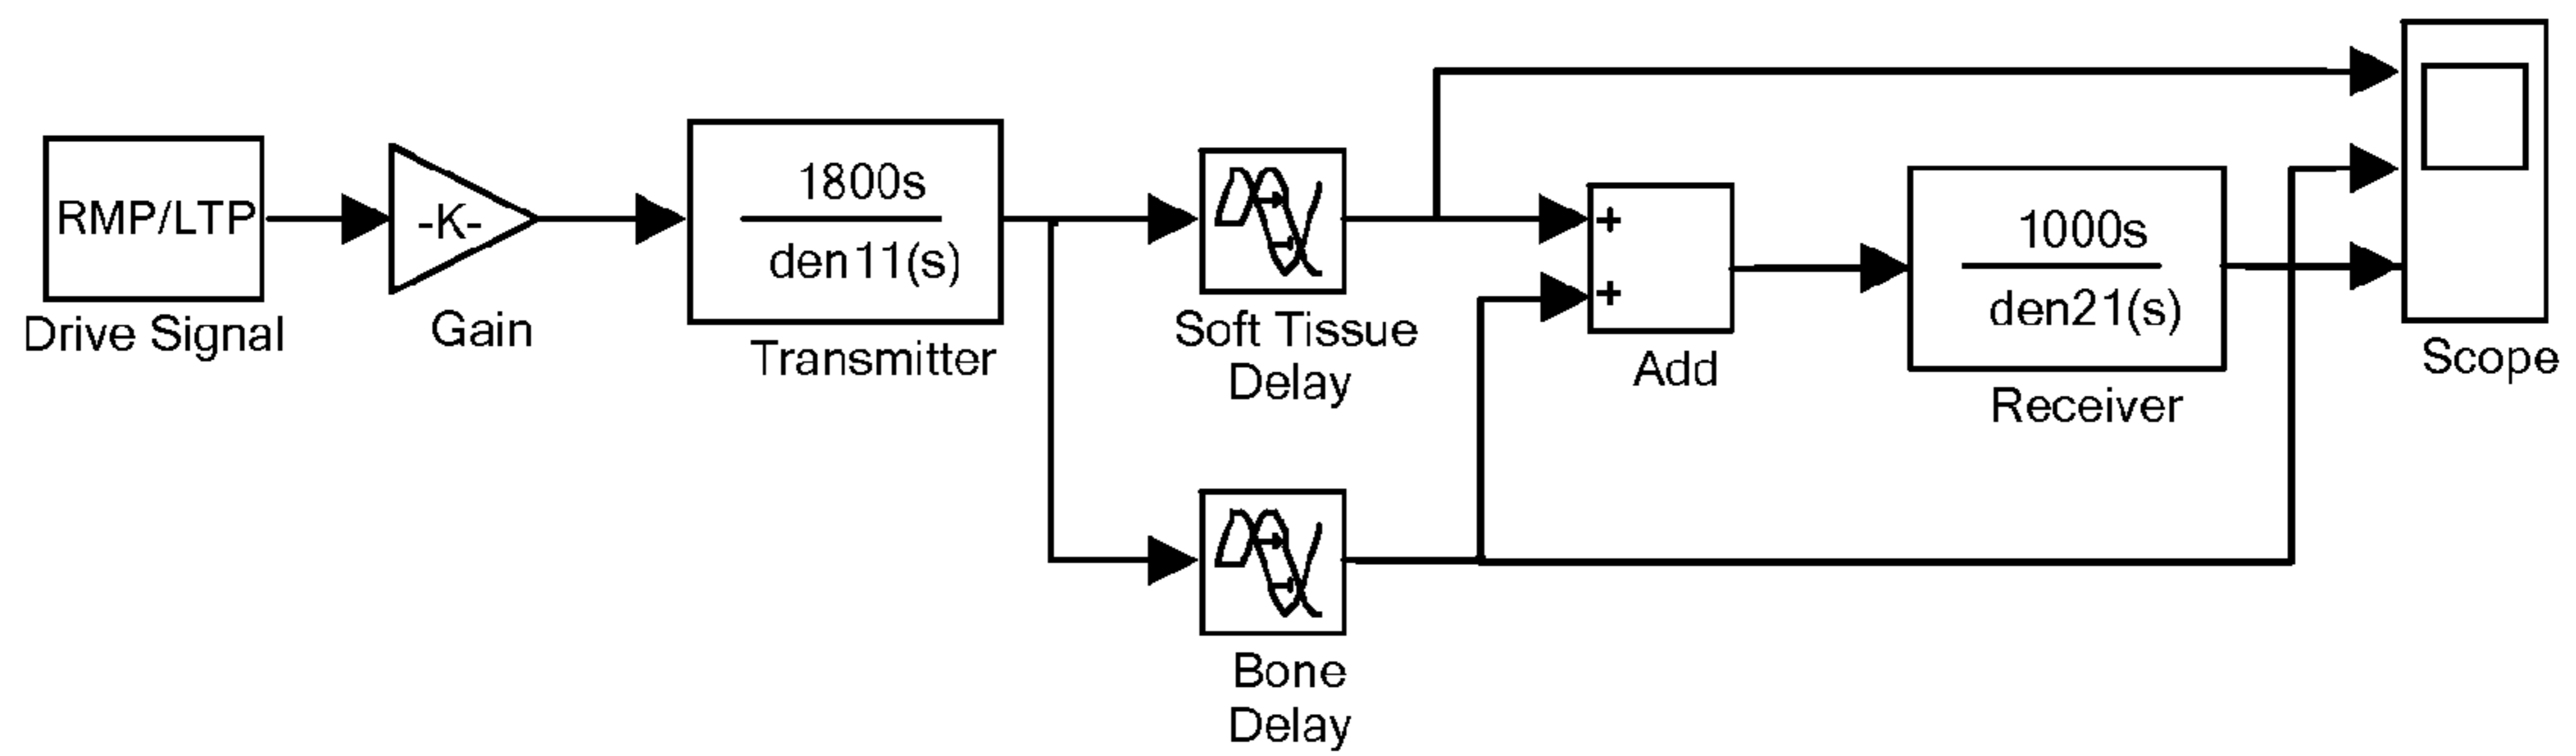 RMP/LTP
Drive Signal
-K-
Gain
1800s
den11(s)
Transmitter
Soft Tissue
Delay
Bone
Delay
+
+
Add
1000s
den21(s)
Receiver
Scope